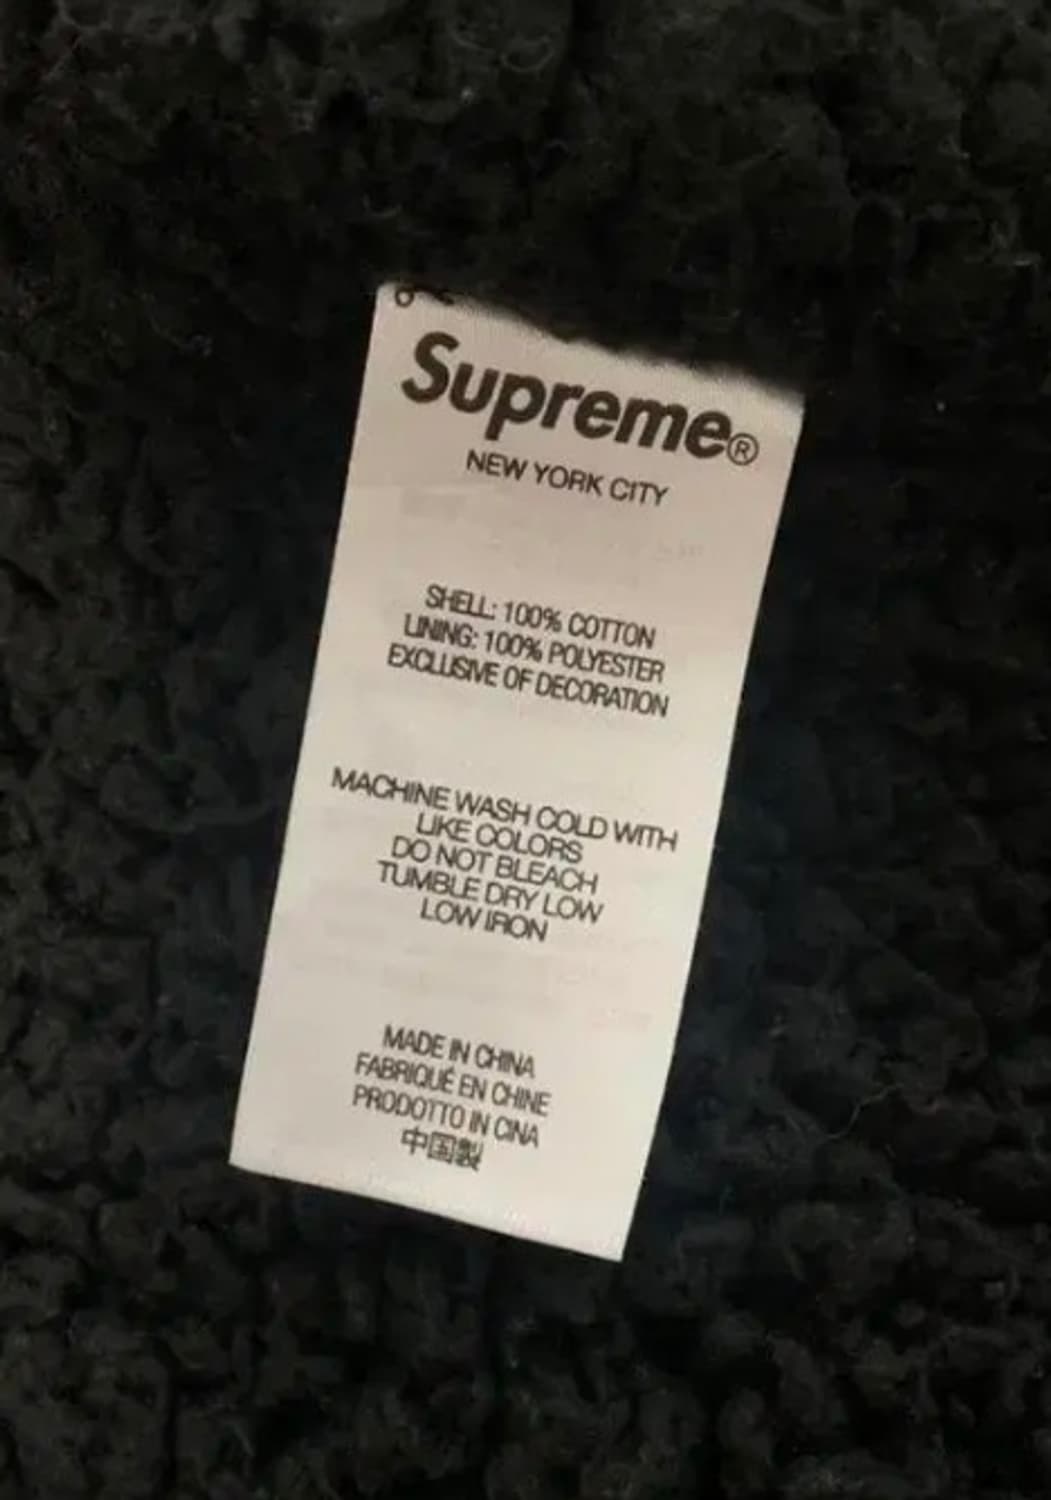 Supreme®
NEW YORK CITY
SHELL: 100% COTTON
LINING: 100% POLYESTER
EXCLUSIVE OF DECORATION
MACHINE WASH COLD WITH
LIKE COLORS
DO NOT BLEACH
TUMBLE DRY LOW
LOW IRON
MADE IN CHINA
FABRIQUÉ EN CHINE
PRODOTTO IN CINA
中国製